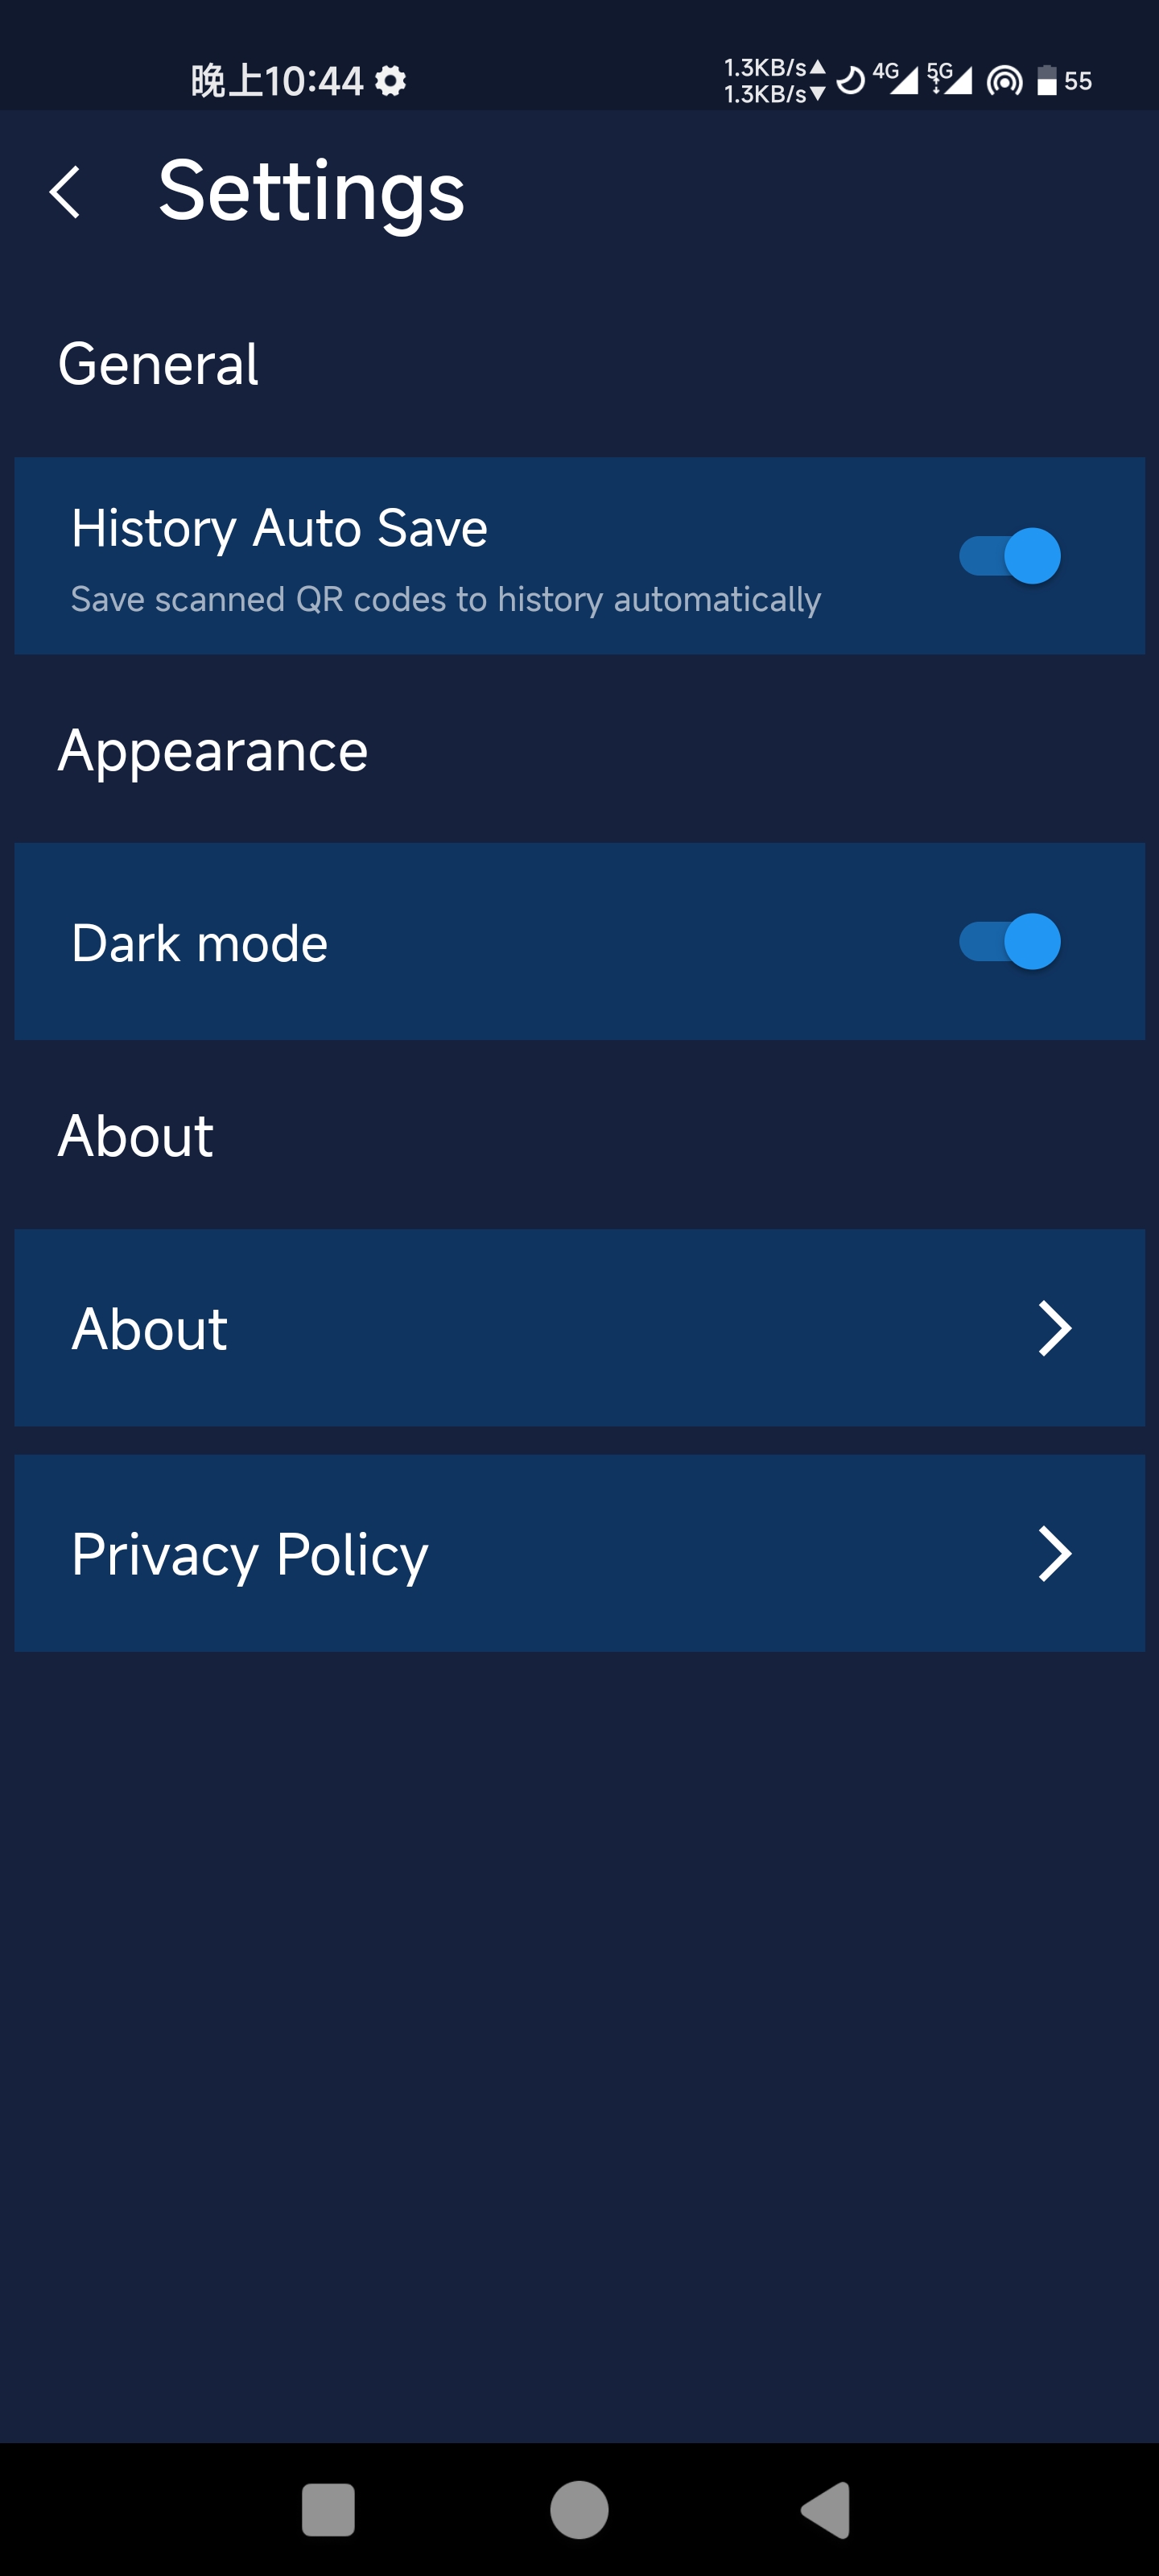 晚上10:44
1.3KB/s
1.3KB/s
4G
5G
55
Settings
General
History Auto Save
Save scanned QR codes to history automatically
Appearance
Dark mode
About
About
Privacy Policy